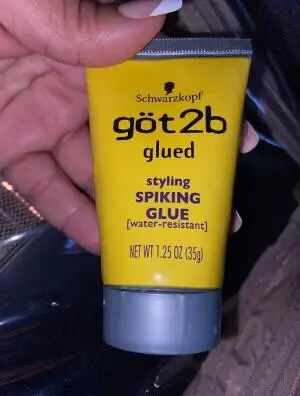 Schwarzkopf
göt2b
glued
styling
SPIKING
GLUE
[water-resistant]
NET WT 1.25 OZ (35g)